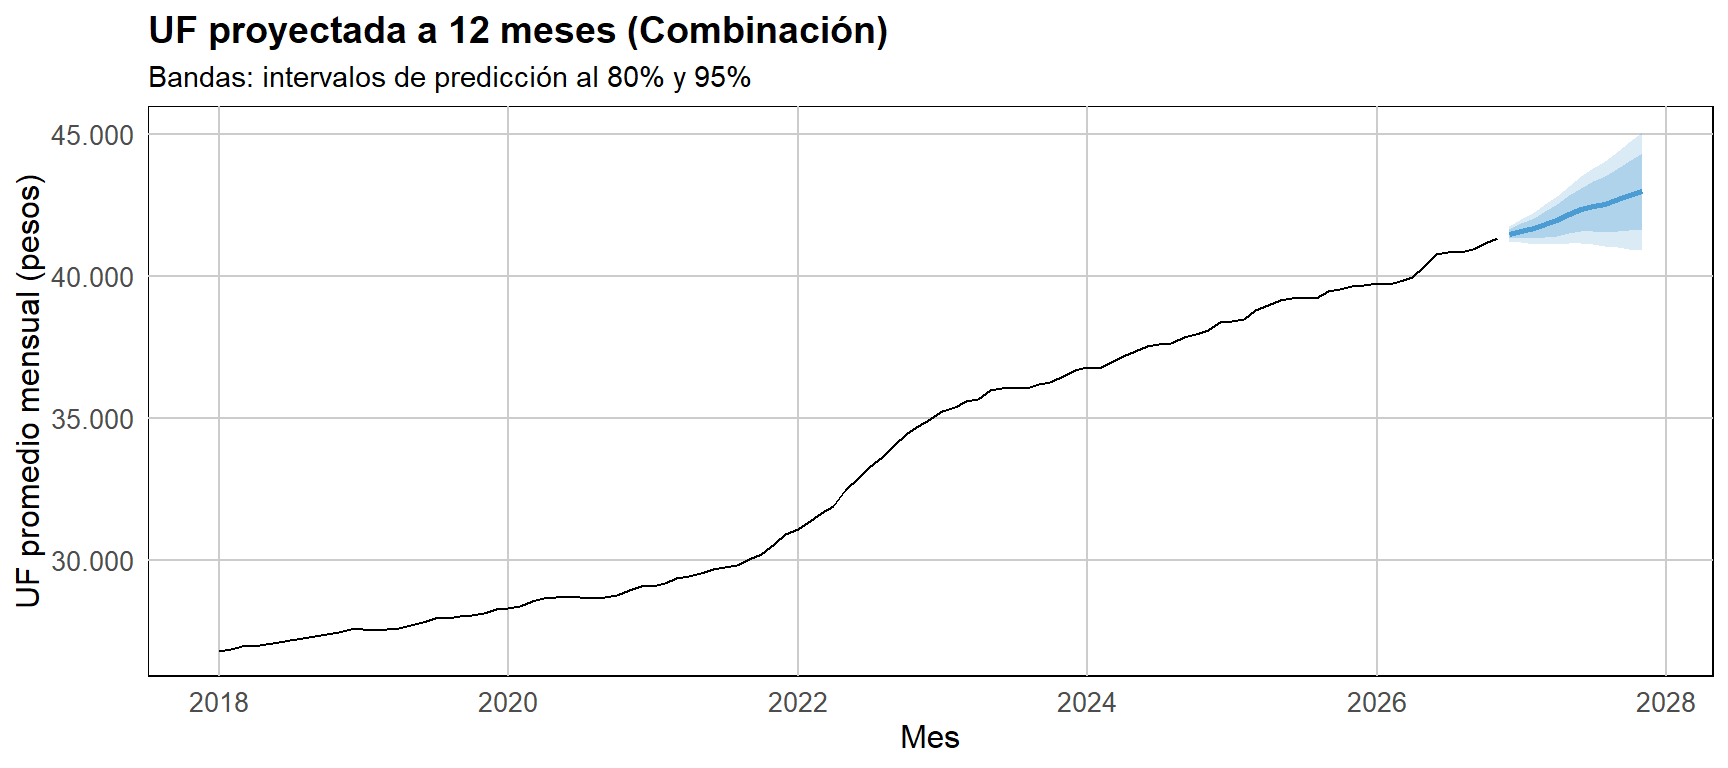 UF proyectada a 12 meses (Combinación)
Bandas: intervalos de predicción al 80% y 95%
UF promedio mensual (pesos)
45.000
40.000
35.000
30.000
2018 2020 2022 2024 2026 2028
Mes